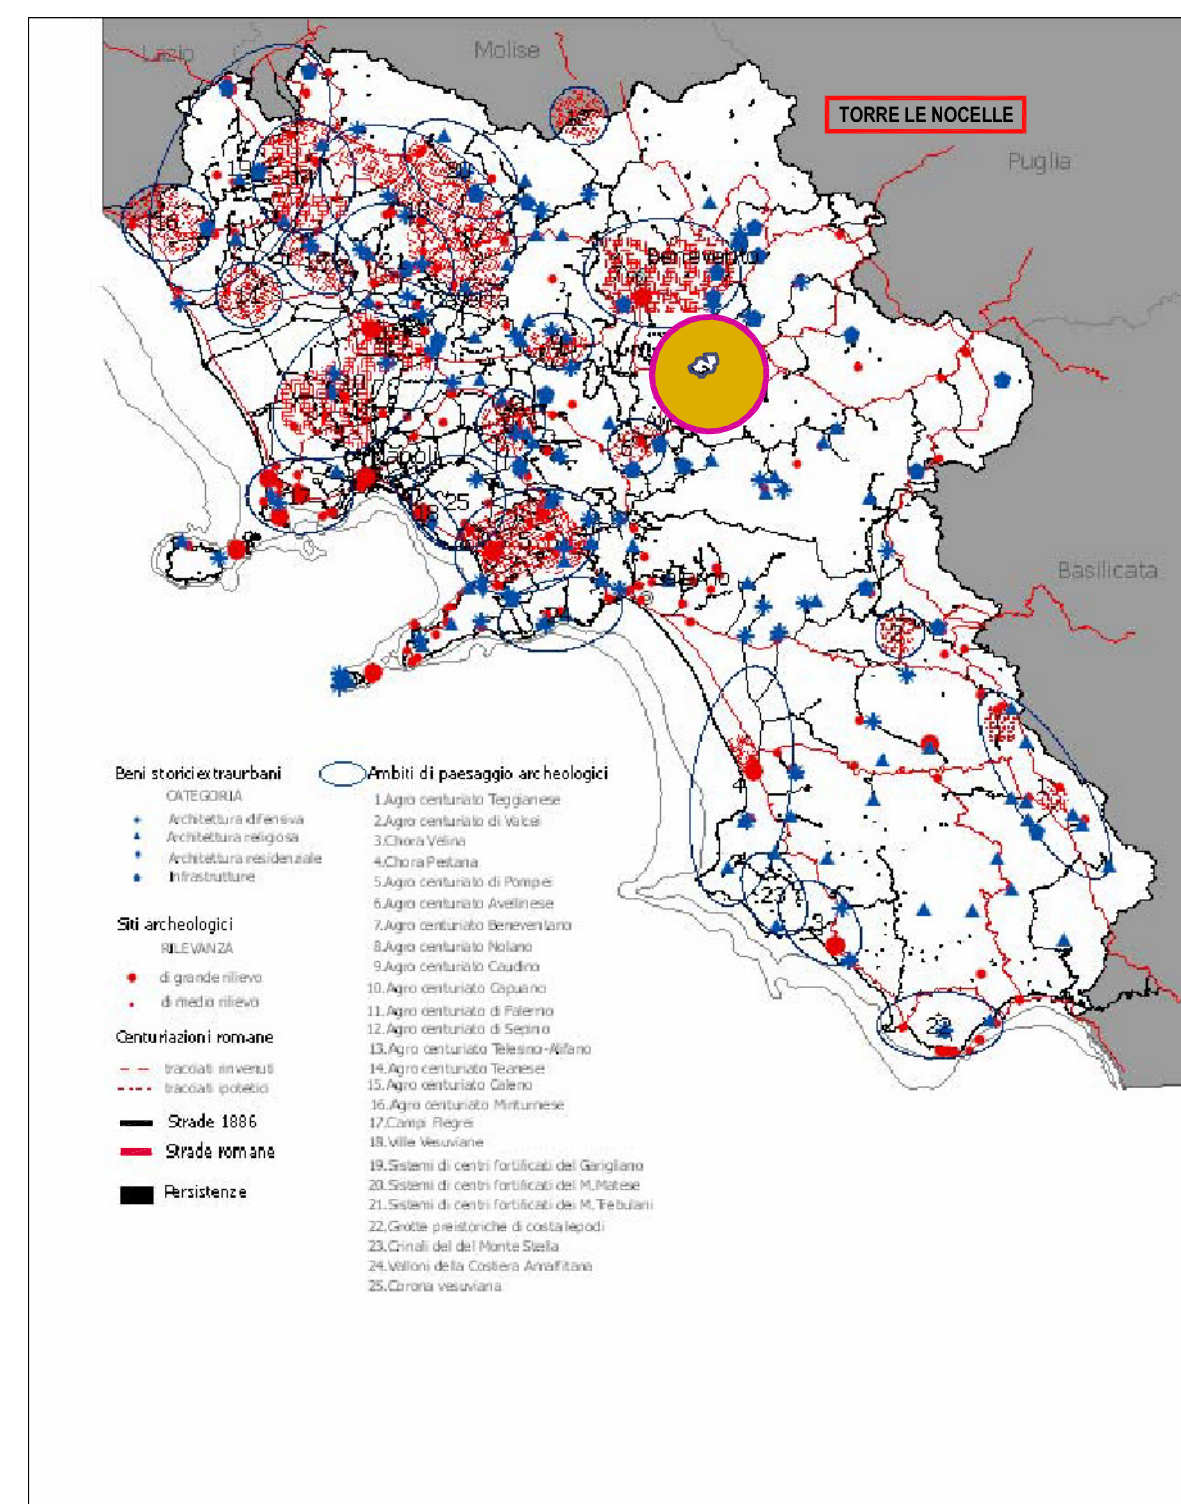 Lazio
Molise
TORRE LE NOCELLE
Puglia
Benevento
Basilicata
Beni storici extraurbani
CATEGORIA
Architettura difensiva
Architettura religiosa
Architettura residenziale
Infrastrutture
Siti archeologici
RILEVANZA
di grande rilievo
di medio rilievo
Centuriazioni romane
tracciati rinvenuti
tracciati ipotetici
Strade 1886
Strade romane
Persistenze
Ambiti di paesaggio archeologici
1.Agro centuriato Teggianese
2.Agro centuriato di Volcei
3.Chora Velina
4.Chora Pestana
5.Agro centuriato di Pompei
6.Agro centuriato Avellinese
7.Agro centuriato Beneventano
8.Agro centuriato Nolano
9.Agro centuriato Caudino
10.Agro centuriato Capuano
11.Agro centuriato di Falerno
12.Agro centuriato di Sepino
13.Agro centuriato Telesino-Alifano
14.Agro centuriato Teanese
15.Agro centuriato Caleno
16.Agro centuriato Minturnese
17.Campi Flegrei
18.Ville Vesuviane
19.Sistemi di centri fortificati del Garigliano
20.Sistemi di centri fortificati del M.Matese
21.Sistemi di centri fortificati dei M.Trebulani
22.Grotte preistoriche di costa lepodi
23.Crinali del del Monte Stella
24.Valloni della Costiera Amalfitana
25.Corona vesuviana